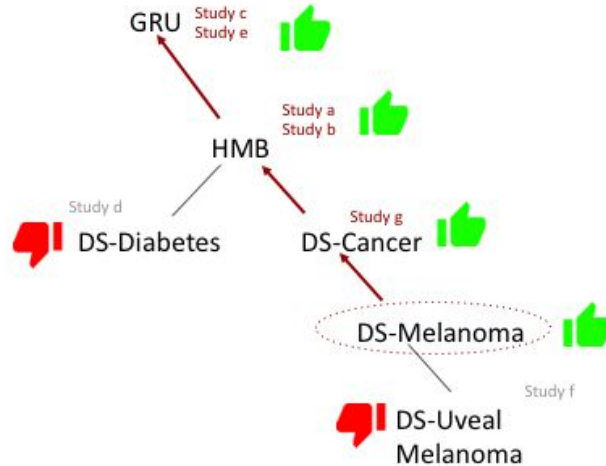 GRU
Study c
Study e
Study a
Study b
HMB
Study d
DS-Diabetes
Study g
DS-Cancer
DS-Melanoma
Study f
DS-Uveal
Melanoma